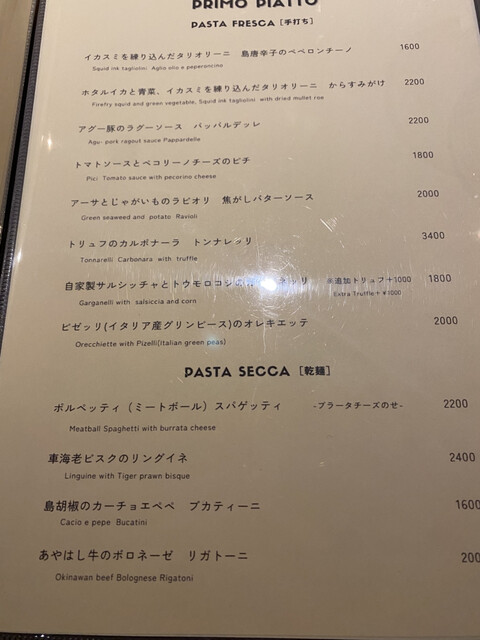 PRIMO PIATTO
PASTA FRESCA [手打ち]
イカスミを練り込んだタリオリーニ　島唐辛子のペペロンチーノ 1600
Squid ink tagliolini Aglio olio e peperoncino
ホタルイカと青菜、イカスミを練り込んだタリオリーニ　からすみがけ 2200
Firefly squid and green vegetable, Squid ink tagliolini with dried mullet roe
アグー豚のラグーソース　パッパルデッレ 2200
Agu- pork ragout sauce Pappardelle
トマトソースとペコリーノチーズのピチ 1800
Pici Tomato sauce with pecorino cheese
アーサとじゃがいものラビオリ　焦がしバターソース 2000
Green seaweed and potato Ravioli
トリュフのカルボナーラ　トンナレッリ 3400
Tonnarelli Carbonara with truffle
自家製サルシッチャとトウモロコシの ※追加トリュフ+1000 1800
Garganelli with salsiccia and corn Extra Truffle+ ¥1000
ピゼッリ(イタリア産グリンピース)のオレキエッテ 2000
Orecchiette with Pizelli(Italian green peas)
PASTA SECCA [乾麺]
ポルペッティ（ミートボール）スパゲッティ -ブラータチーズのせ- 2200
Meatball Spaghetti with burrata cheese
車海老ビスクのリングイネ 2400
Linguine with Tiger prawn bisque
島胡椒のカーチョエペペ　ブカティーニ 1600
Cacio e pepe Bucatini
あやはし牛のボロネーゼ　リガトーニ 200
Okinawan beef Bolognese Rigatoni